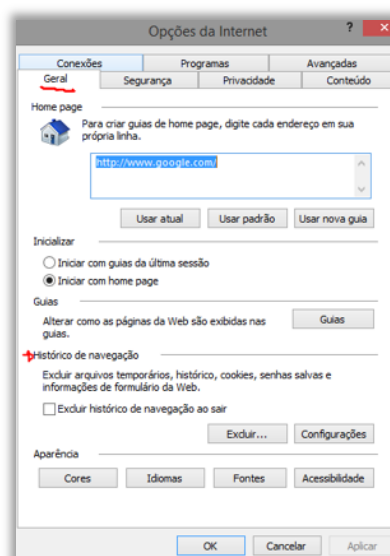 Opções da Internet
?
Conexões
Programas
Avançadas
Geral
Segurança
Privacidade
Conteúdo
Home page
Para criar guias de home page, digite cada endereço em sua
própria linha.
http://www.google.com/
Usar atual
Usar padrão
Usar nova guia
Inicializar
Iniciar com guias da última sessão
Iniciar com home page
Guias
Alterar como as páginas da Web são exibidas nas
guias.
Guias
Histórico de navegação
Excluir arquivos temporários, histórico, cookies, senhas salvas e
informações de formulário da Web.
Excluir histórico de navegação ao sair
Excluir...
Configurações
Aparência
Cores
Idiomas
Fontes
Acessibilidade
OK
Cancelar
Aplicar